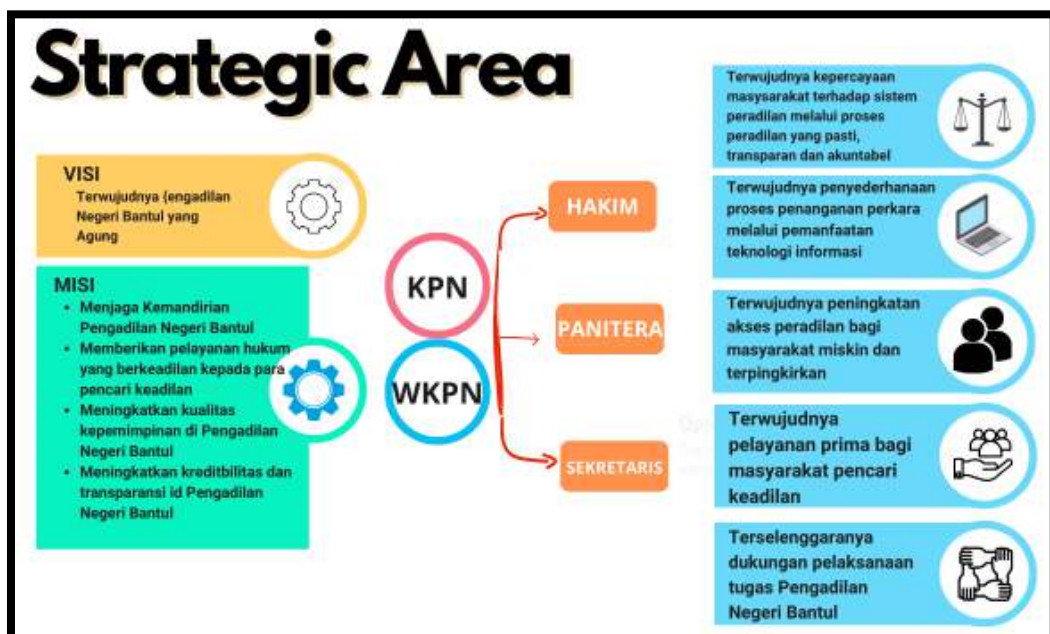 Strategic Area
VISI
Terwujudnya {engadilan
Negeri Bantul yang
Agung
MISI
• Menjaga Kemandirian
Pengadilan Negeri Bantul
• Memberikan pelayanan hukum
yang berkeadilan kepada para
pencari keadilan
• Meningkatkan kualitas
kepemimpinan di Pengadilan
Negeri Bantul
• Meningkatkan kreditbilitas dan
transparansi id Pengadilan
Negeri Bantul
KPN
WKPN
HAKIM
PANITERA
SEKRETARIS
Terwujudnya kepercayaan
masysarakat terhadap sistem
peradilan melalui proses
peradilan yang pasti,
transparan dan akuntabel
Terwujudnya penyederhanaan
proses penanganan perkara
melalui pemanfaatan
teknologi informasi
Terwujudnya peningkatan
akses peradilan bagi
masyarakat miskin dan
terpingkirkan
Terwujudnya
pelayanan prima bagi
masyarakat pencari
keadilan
Terselenggaranya
dukungan pelaksanaan
tugas Pengadilan
Negeri Bantul